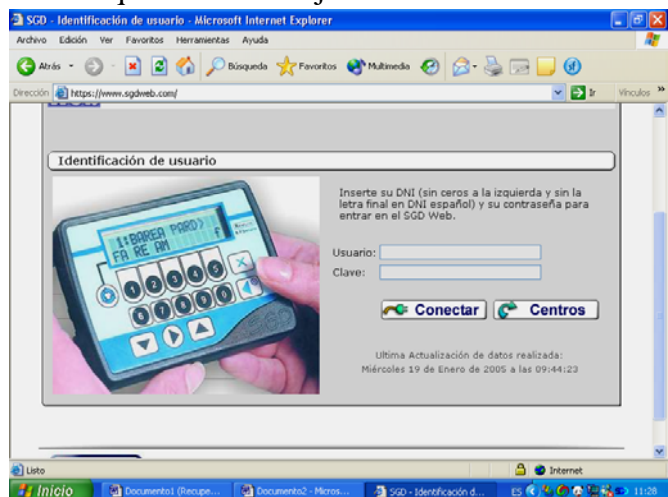 SGD - Identificación de usuario - Microsoft Internet Explorer
Archivo Edición Ver Favoritos Herramientas Ayuda
Atrás Búsqueda Favoritos Multimedia
Dirección https://www.sgdweb.com/ Ir Vínculos »
Identificación de usuario
Inserte su DNI (sin ceros a la izquierda y sin la
letra final en DNI español) y su contraseña para
entrar en el SGD Web.
1:BAREA PARD>
FA RE AM F
Usuario:
Clave:
Conectar Centros
Ultima Actualización de datos realizada:
Miércoles 19 de Enero de 2005 a las 09:44:23
Listo Internet
Inicio Documento1 (Recupe... Documento2 - Micros... SGD - Identificación d... ES 11:28